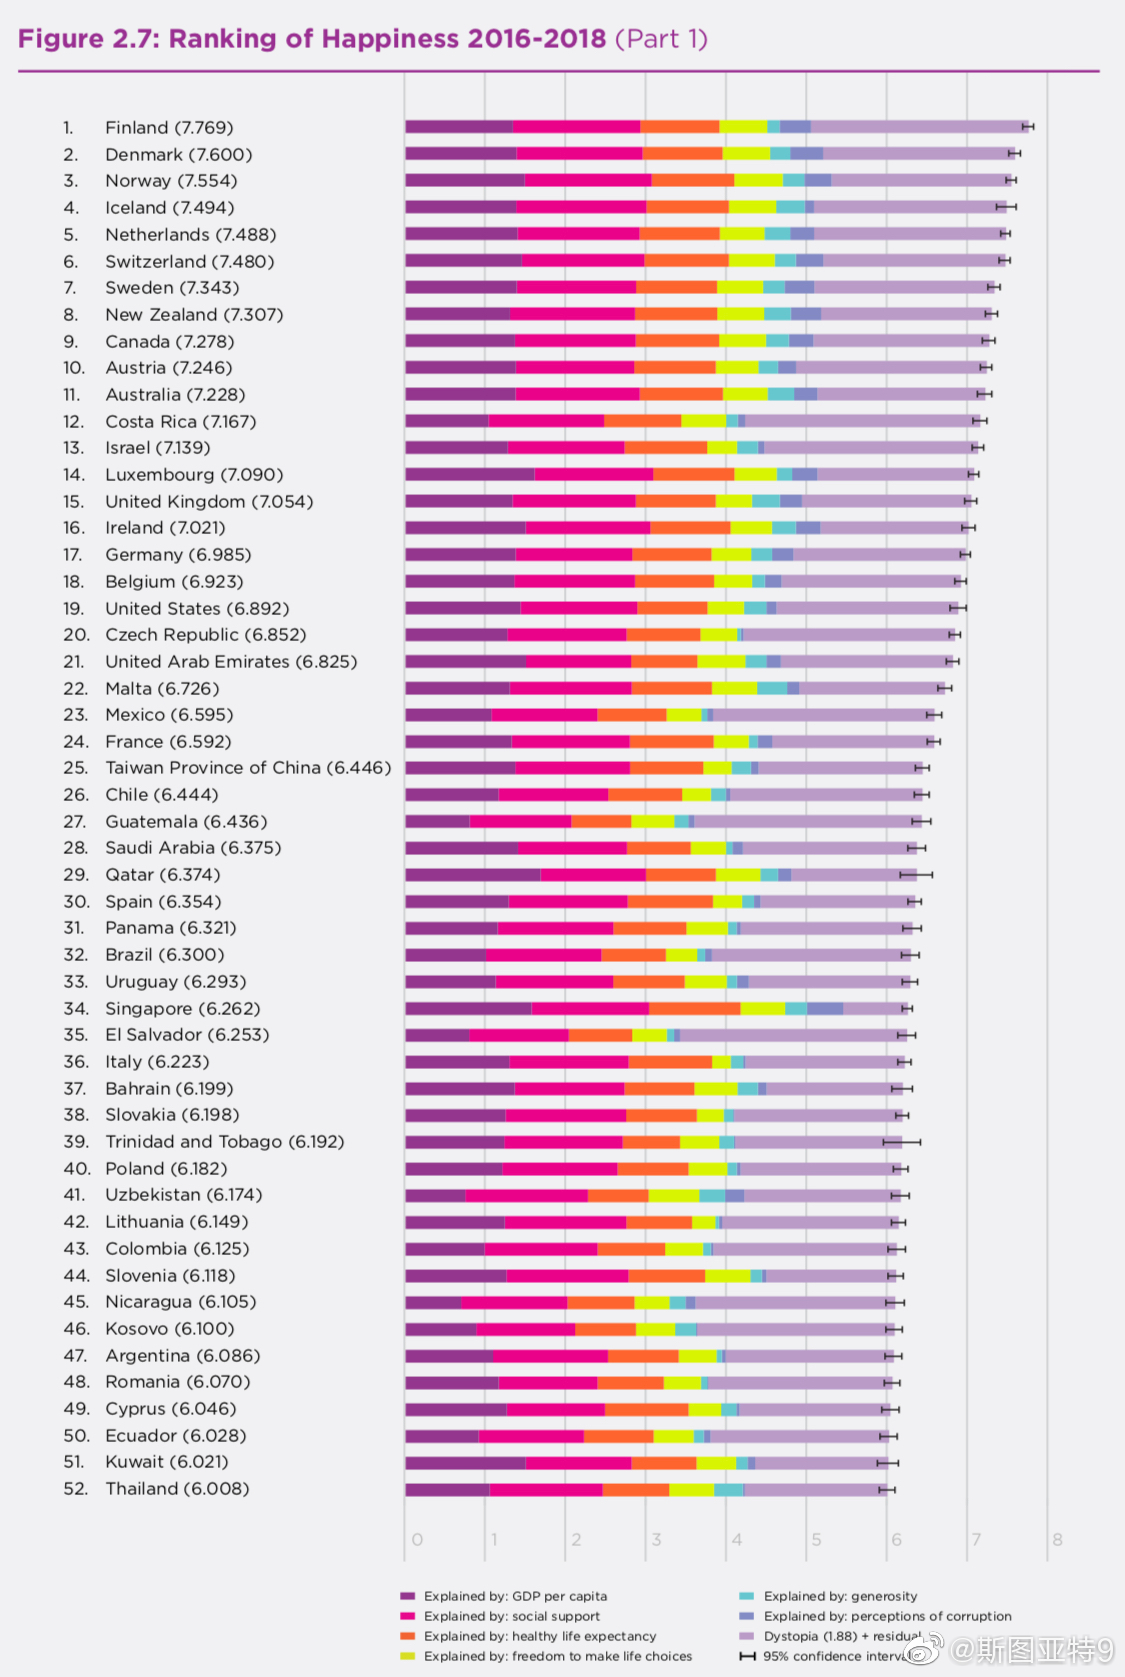 Figure 2.7: Ranking of Happiness 2016-2018 (Part 1)
1. Finland (7.769)
2. Denmark (7.600)
3. Norway (7.554)
4. Iceland (7.494)
5. Netherlands (7.488)
6. Switzerland (7.480)
7. Sweden (7.343)
8. New Zealand (7.307)
9. Canada (7.278)
10. Austria (7.246)
11. Australia (7.228)
12. Costa Rica (7.167)
13. Israel (7.139)
14. Luxembourg (7.090)
15. United Kingdom (7.054)
16. Ireland (7.021)
17. Germany (6.985)
18. Belgium (6.923)
19. United States (6.892)
20. Czech Republic (6.852)
21. United Arab Emirates (6.825)
22. Malta (6.726)
23. Mexico (6.595)
24. France (6.592)
25. Taiwan Province of China (6.446)
26. Chile (6.444)
27. Guatemala (6.436)
28. Saudi Arabia (6.375)
29. Qatar (6.374)
30. Spain (6.354)
31. Panama (6.321)
32. Brazil (6.300)
33. Uruguay (6.293)
34. Singapore (6.262)
35. El Salvador (6.253)
36. Italy (6.223)
37. Bahrain (6.199)
38. Slovakia (6.198)
39. Trinidad and Tobago (6.192)
40. Poland (6.182)
41. Uzbekistan (6.174)
42. Lithuania (6.149)
43. Colombia (6.125)
44. Slovenia (6.118)
45. Nicaragua (6.105)
46. Kosovo (6.100)
47. Argentina (6.086)
48. Romania (6.070)
49. Cyprus (6.046)
50. Ecuador (6.028)
51. Kuwait (6.021)
52. Thailand (6.008)
0 1 2 3 4 5 6 7 8
Explained by: GDP per capita
Explained by: social support
Explained by: healthy life expectancy
Explained by: freedom to make life choices
Explained by: generosity
Explained by: perceptions of corruption
Dystopia (1.88) + residual
95% confidence interval
@斯图亚特9